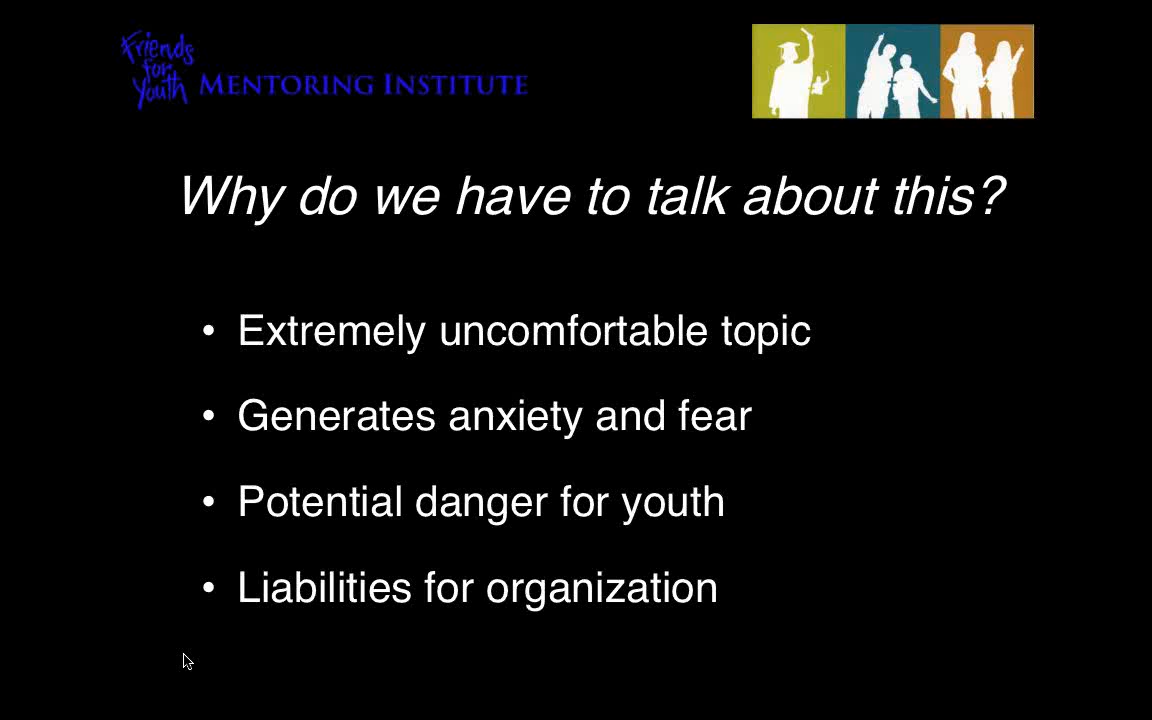 Friends
for
Youth MENTORING INSTITUTE
Why do we have to talk about this?
• Extremely uncomfortable topic
• Generates anxiety and fear
• Potential danger for youth
• Liabilities for organization